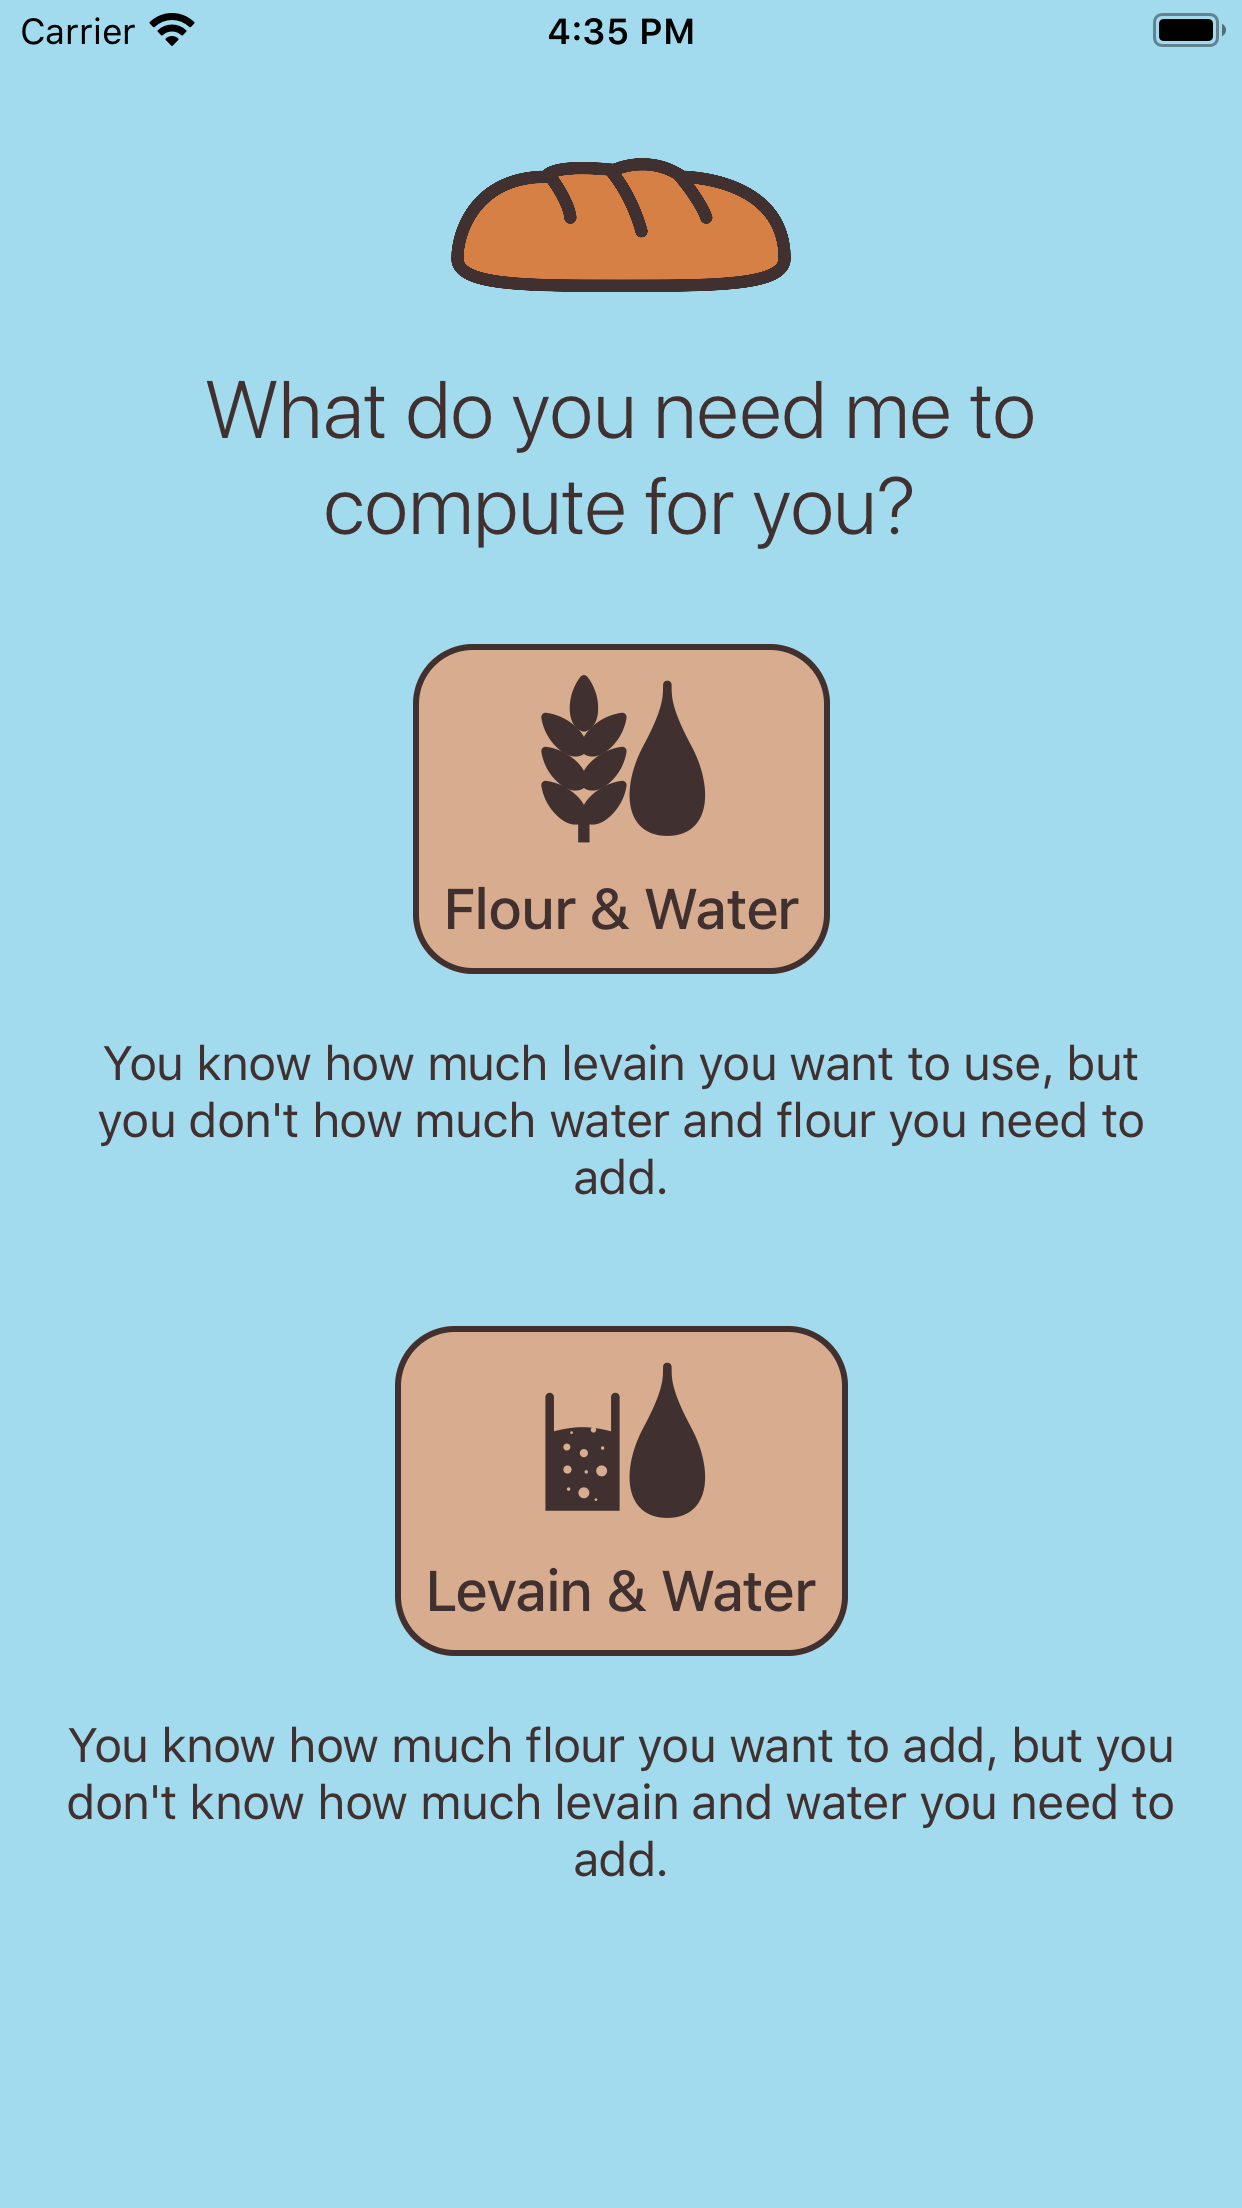 Carrier 4:35 PM
What do you need me to
compute for you?
Flour & Water
You know how much levain you want to use, but
you don't how much water and flour you need to
add.
Levain & Water
You know how much flour you want to add, but you
don't know how much levain and water you need to
add.